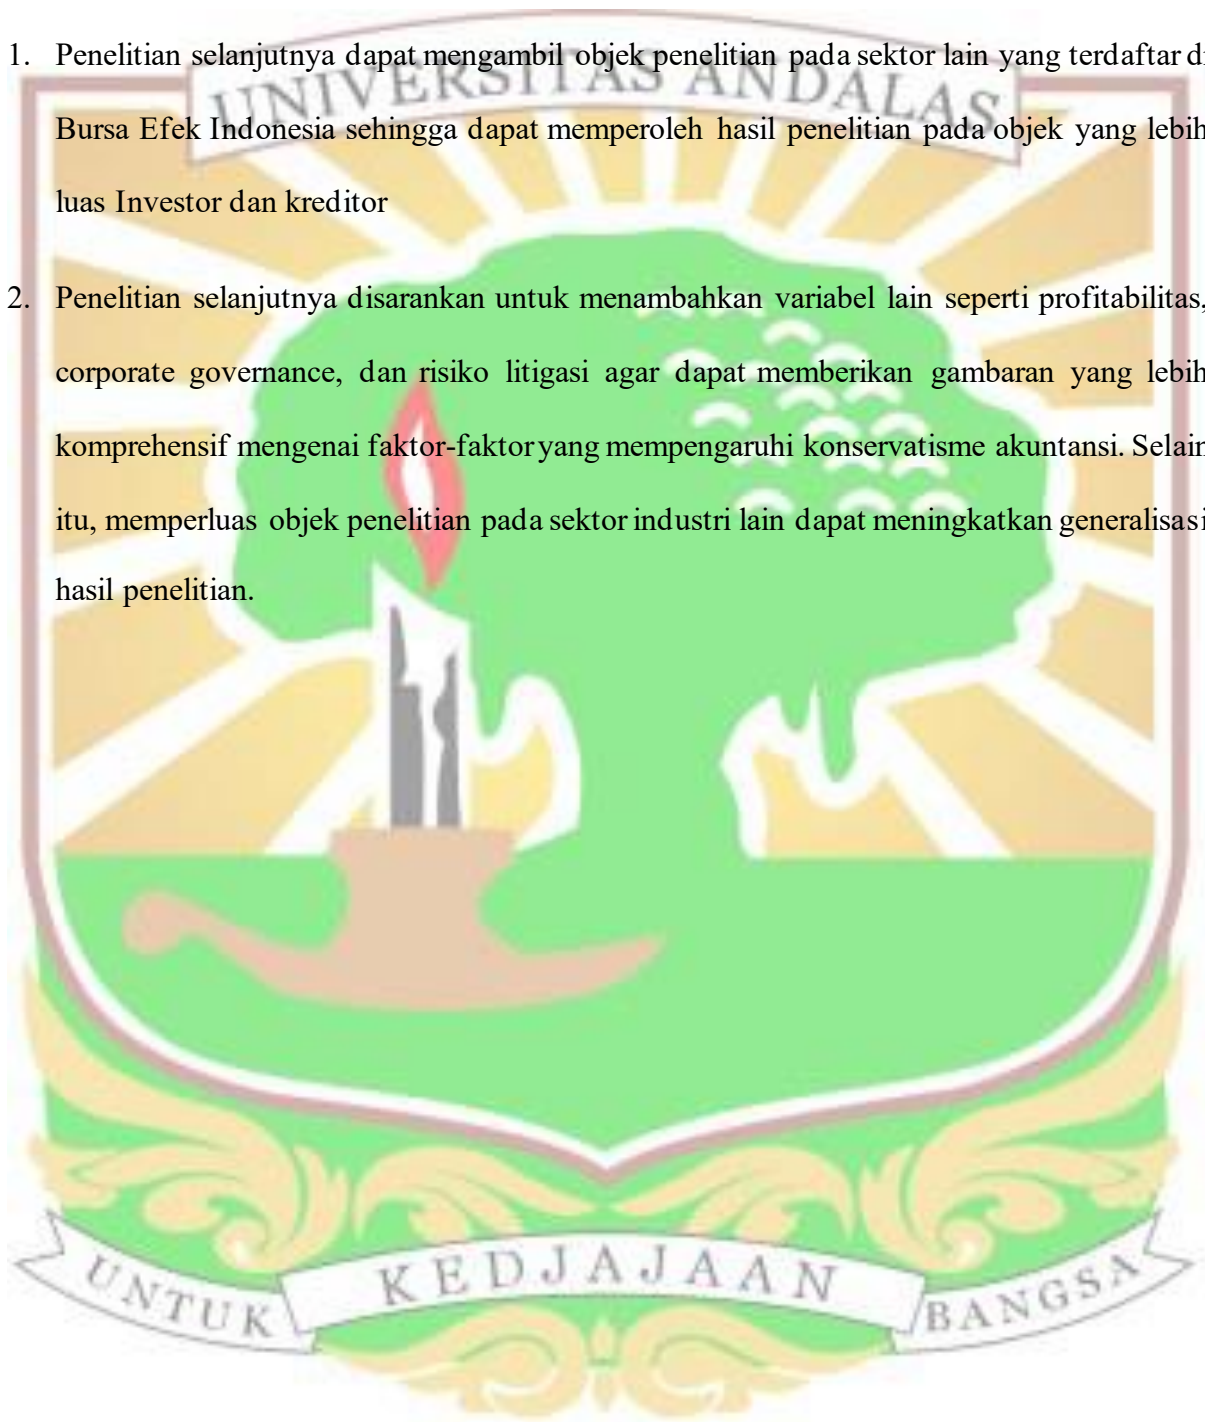 1. Penelitian selanjutnya dapat mengambil objek penelitian pada sektor lain yang terdaftar di
UNIVERSITAS ANDALAS
Bursa Efek Indonesia sehingga dapat memperoleh hasil penelitian pada objek yang lebih
luas Investor dan kreditor
2. Penelitian selanjutnya disarankan untuk menambahkan variabel lain seperti profitabilitas,
corporate governance, dan risiko litigasi agar dapat memberikan gambaran yang lebih
komprehensif mengenai faktor-faktor yang mempengaruhi konservatisme akuntansi. Selain
itu, memperluas objek penelitian pada sektor industri lain dapat meningkatkan generalisasi
hasil penelitian.
UNTUK KEDJAJAAN BANGSA